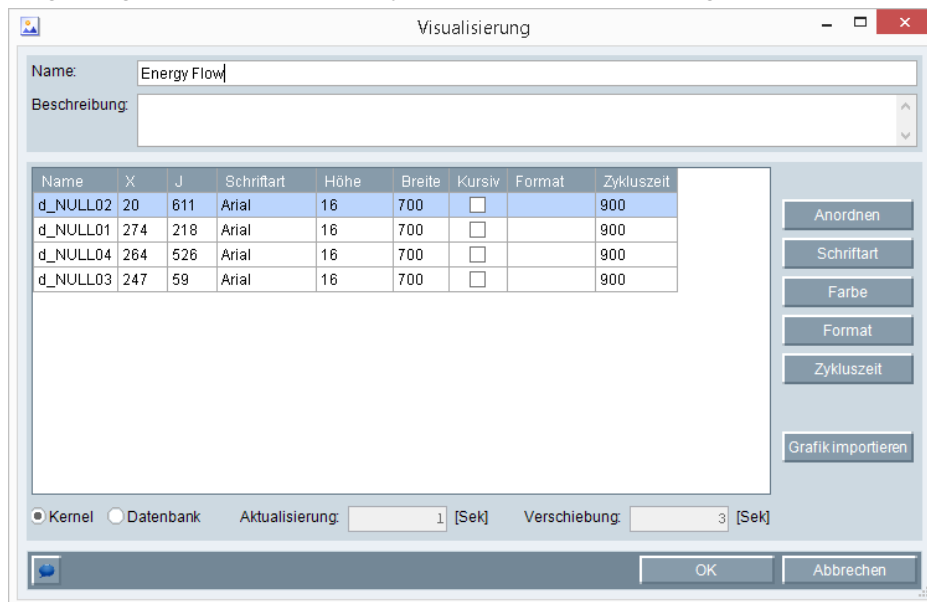 Visualisierung
Name: Energy Flow
Beschreibung:
Name X J Schriftart Höhe Breite Kursiv Format Zykluszeit
d_NULL02 20 611 Arial 16 700 900
d_NULL01 274 218 Arial 16 700 900
d_NULL04 264 526 Arial 16 700 900
d_NULL03 247 59 Arial 16 700 900
Anordnen
Schriftart
Farbe
Format
Zykluszeit
Grafik importieren
Kernel Datenbank Aktualisierung: 1 [Sek] Verschiebung: 3 [Sek]
OK Abbrechen